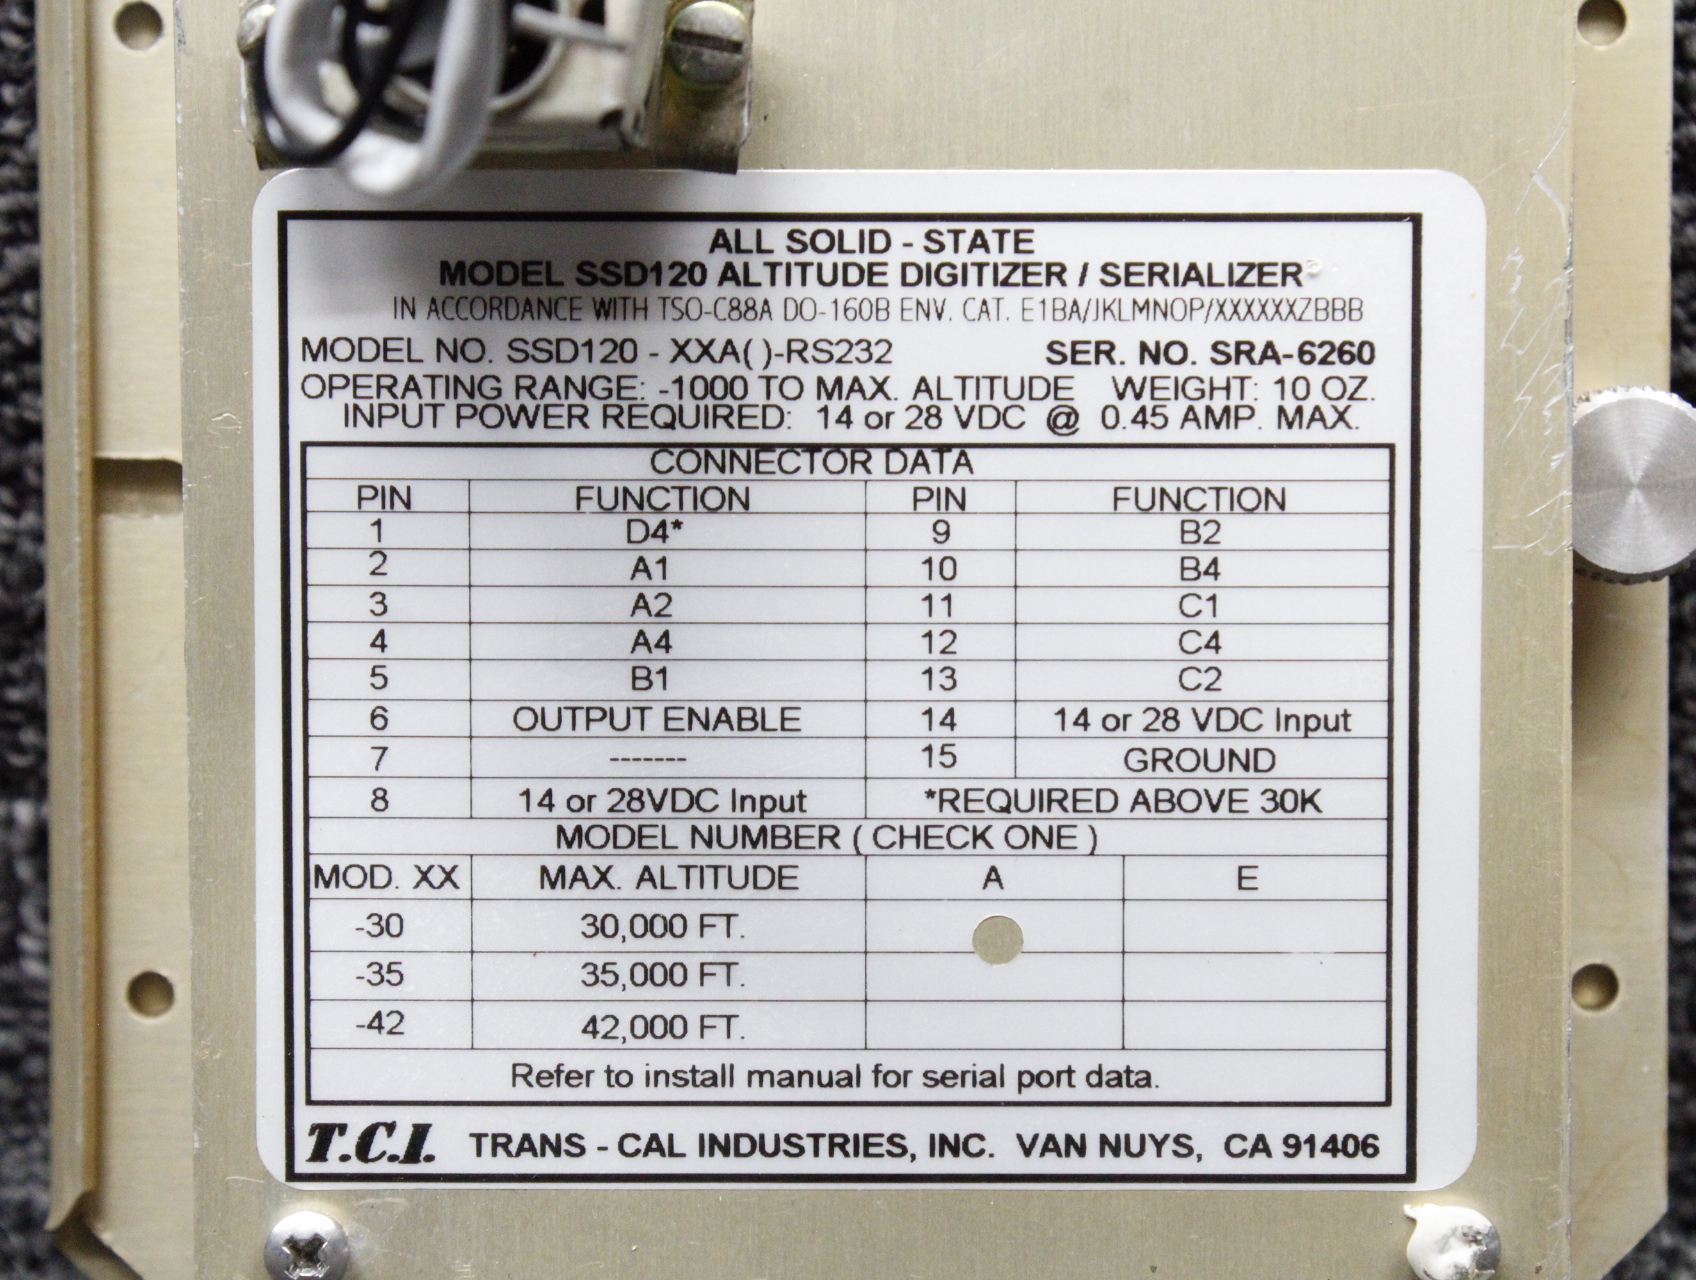 ALL SOLID - STATE
MODEL SSD120 ALTITUDE DIGITIZER / SERIALIZER
IN ACCORDANCE WITH TSO-C88A DO-160B ENV. CAT. E1BA/JKLMNOP/XXXXXXZBBB
MODEL NO. SSD120 - XXA( )-RS232 SER. NO. SRA-6260
OPERATING RANGE: -1000 TO MAX. ALTITUDE WEIGHT: 10 OZ.
INPUT POWER REQUIRED: 14 or 28 VDC @ 0.45 AMP. MAX.
CONNECTOR DATA
PIN FUNCTION PIN FUNCTION
1 D4* 9 B2
2 A1 10 B4
3 A2 11 C1
4 A4 12 C4
5 B1 13 C2
6 OUTPUT ENABLE 14 14 or 28 VDC Input
7 ------- 15 GROUND
8 14 or 28VDC Input *REQUIRED ABOVE 30K
MODEL NUMBER ( CHECK ONE )
MOD. XX MAX. ALTITUDE A E
-30 30,000 FT.
-35 35,000 FT.
-42 42,000 FT.
Refer to install manual for serial port data.
T.C.I. TRANS - CAL INDUSTRIES, INC. VAN NUYS, CA 91406